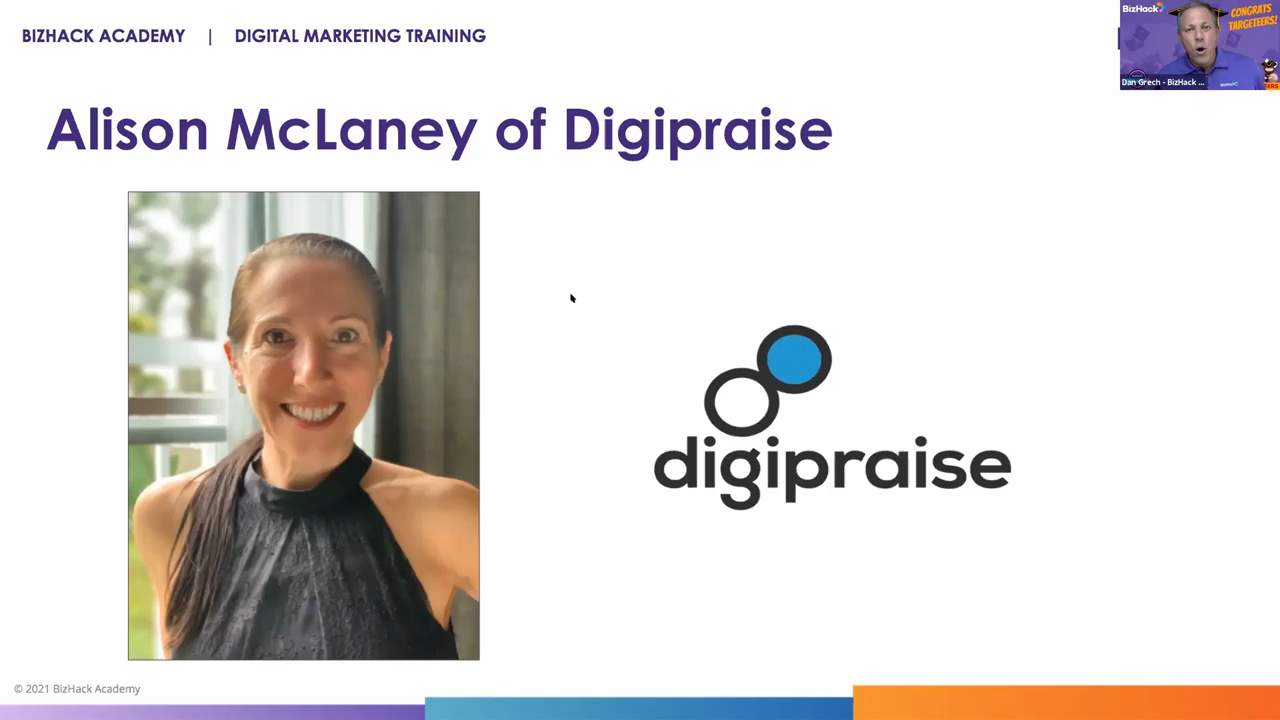 BIZHACK ACADEMY | DIGITAL MARKETING TRAINING
BizHack
CONGRATS
TARGETEERS!
Dan Grech - BizHack ...
Alison McLaney of Digipraise
digipraise
© 2021 BizHack Academy